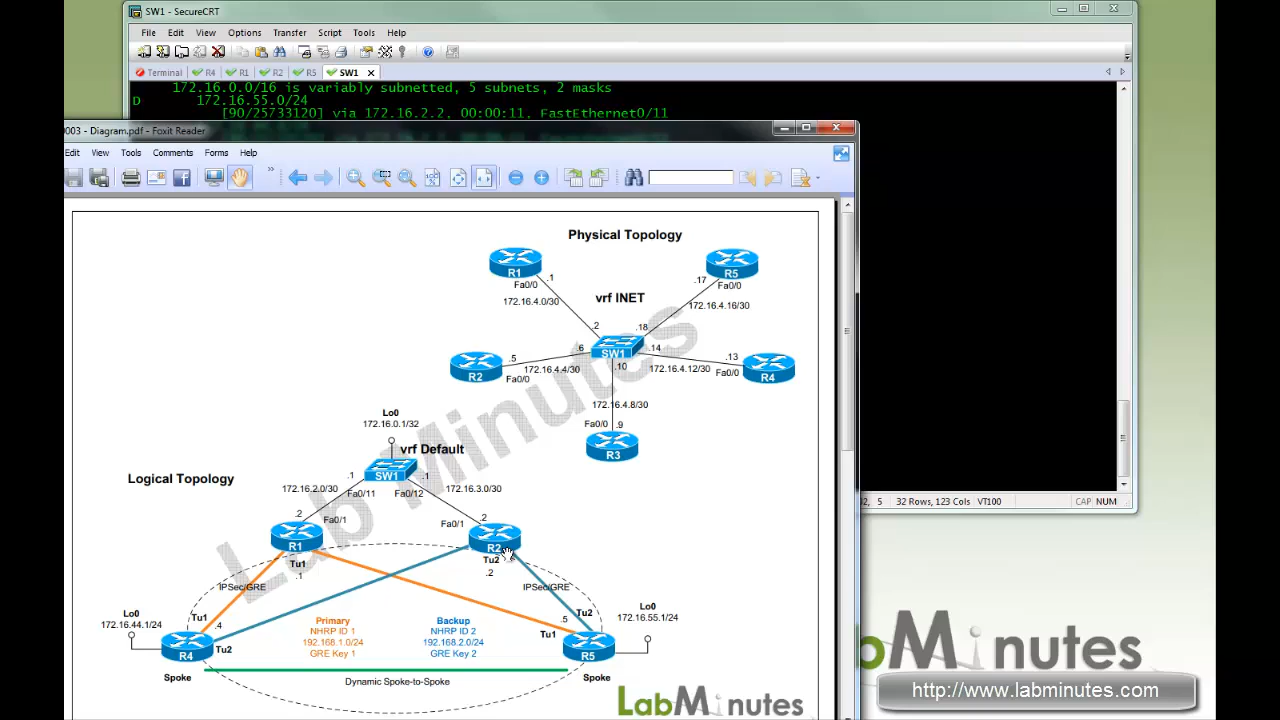 SW1 - SecureCRT
File Edit View Options Transfer Script Tools Help
Terminal R4 R1 R2 R5 SW1
172.16.0.0/16 is variably subnetted, 5 subnets, 2 masks
D 172.16.55.0/24
[90/25733120] via 172.16.2.2, 00:00:11, FastEthernet0/11
0003 - Diagram.pdf - Foxit Reader
Edit View Tools Comments Forms Help
Physical Topology
R1
R5
.1
.17
Fa0/0
Fa0/0
vrf INET
172.16.4.0/30
172.16.4.16/30
.2
.18
.6
SW1
.14
.5
.13
R2
172.16.4.4/30
.10
172.16.4.12/30
R4
Fa0/0
Fa0/0
172.16.4.8/30
Lo0
172.16.0.1/32
Fa0/0
.9
vrf Default
R3
Logical Topology
.1
SW1
.1
172.16.2.0/30
Fa0/11
Fa0/12
172.16.3.0/30
.2
.2
Fa0/1
Fa0/1
R1
R2
Tu1
Tu2
.1
.2
IPSec/GRE
IPSec/GRE
Lo0
172.16.44.1/24
Tu1
.4
Primary
NHRP ID 1
192.168.1.0/24
GRE Key 1
Backup
NHRP ID 2
192.168.2.0/24
GRE Key 2
.5
Tu2
Lo0
172.16.55.1/24
Tu1
R4
Tu2
R5
Spoke
Dynamic Spoke-to-Spoke
Spoke
Lab Minutes
LabMinutes
, 5 32 Rows, 123 Cols VT100 CAP NUM
bMinutes
http://www.labminutes.com